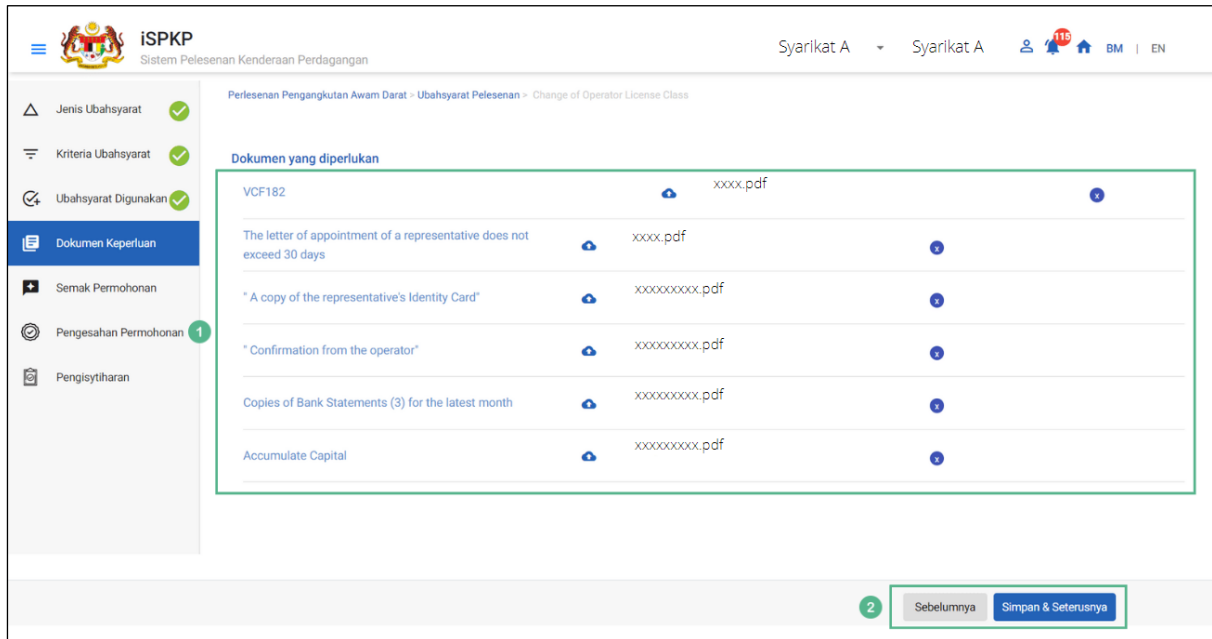 iSPKP
Sistem Pelesenan Kenderaan Perdagangan
Syarikat A
Syarikat A
115
BM | EN
Jenis Ubahsyarat
Kriteria Ubahsyarat
Ubahsyarat Digunakan
Dokumen Keperluan
Semak Permohonan
Pengesahan Permohonan
Pengisytiharan
Perlesenan Pengangkutan Awam Darat > Ubahsyarat Pelesenan > Change of Operator License Class
Dokumen yang diperlukan
1
VCF182 xxxx.pdf x
The letter of appointment of a representative does not
exceed 30 days
xxxx.pdf x
" A copy of the representative's Identity Card" xxxxxxxxx.pdf x
" Confirmation from the operator" xxxxxxxxx.pdf x
Copies of Bank Statements (3) for the latest month xxxxxxxxx.pdf x
Accumulate Capital xxxxxxxxx.pdf x
2
Sebelumnya
Simpan & Seterusnya